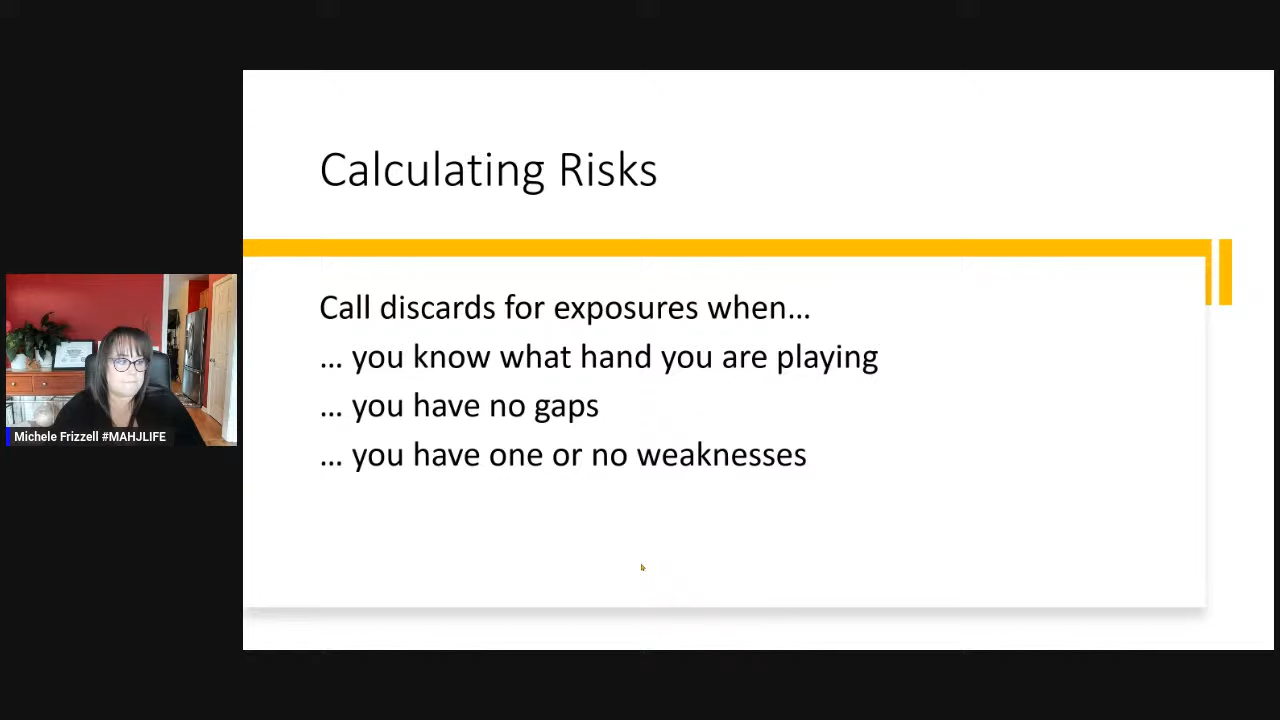 Calculating Risks
Call discards for exposures when...
... you know what hand you are playing
... you have no gaps
... you have one or no weaknesses
Michele Frizzell #MAHJLIFE